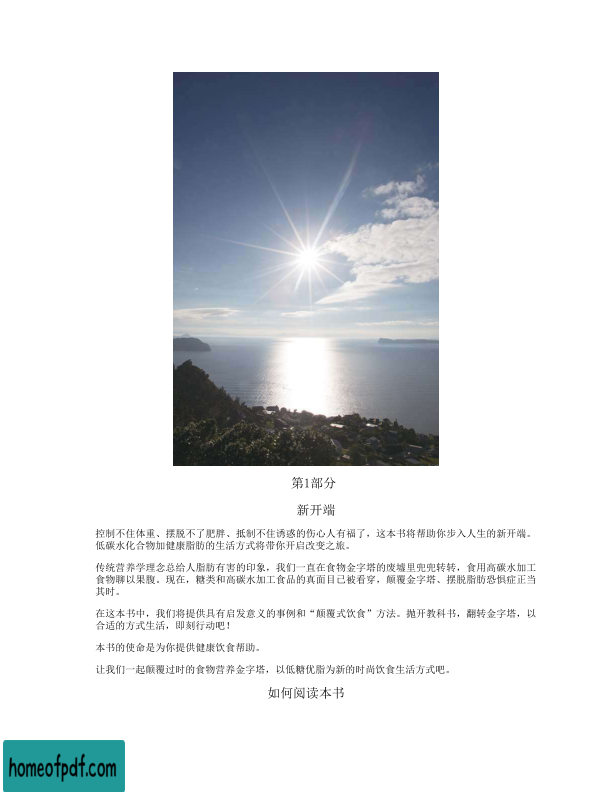 第1部分
新开端
控制不住体重、摆脱不了肥胖、抵制不住诱惑的伤心人有福了，这本书将帮助你步入人生的新开端。
低碳水化合物加健康脂肪的生活方式将带你开启改变之旅。
传统营养学理念总给人脂肪有害的印象，我们一直在食物金字塔的废墟里兜兜转转，食用高碳水加工
食物聊以果腹。现在，糖类和高碳水加工食品的真面目已被看穿，颠覆金字塔、摆脱脂肪恐惧症正当
其时。
在这本书中，我们将提供具有启发意义的事例和“颠覆式饮食”方法。抛开教科书，翻转金字塔，以
合适的方式生活，即刻行动吧！
本书的使命是为你提供健康饮食帮助。
让我们一起颠覆过时的食物营养金字塔，以低糖优脂为新的时尚饮食生活方式吧。
如何阅读本书
homeofpdf.com